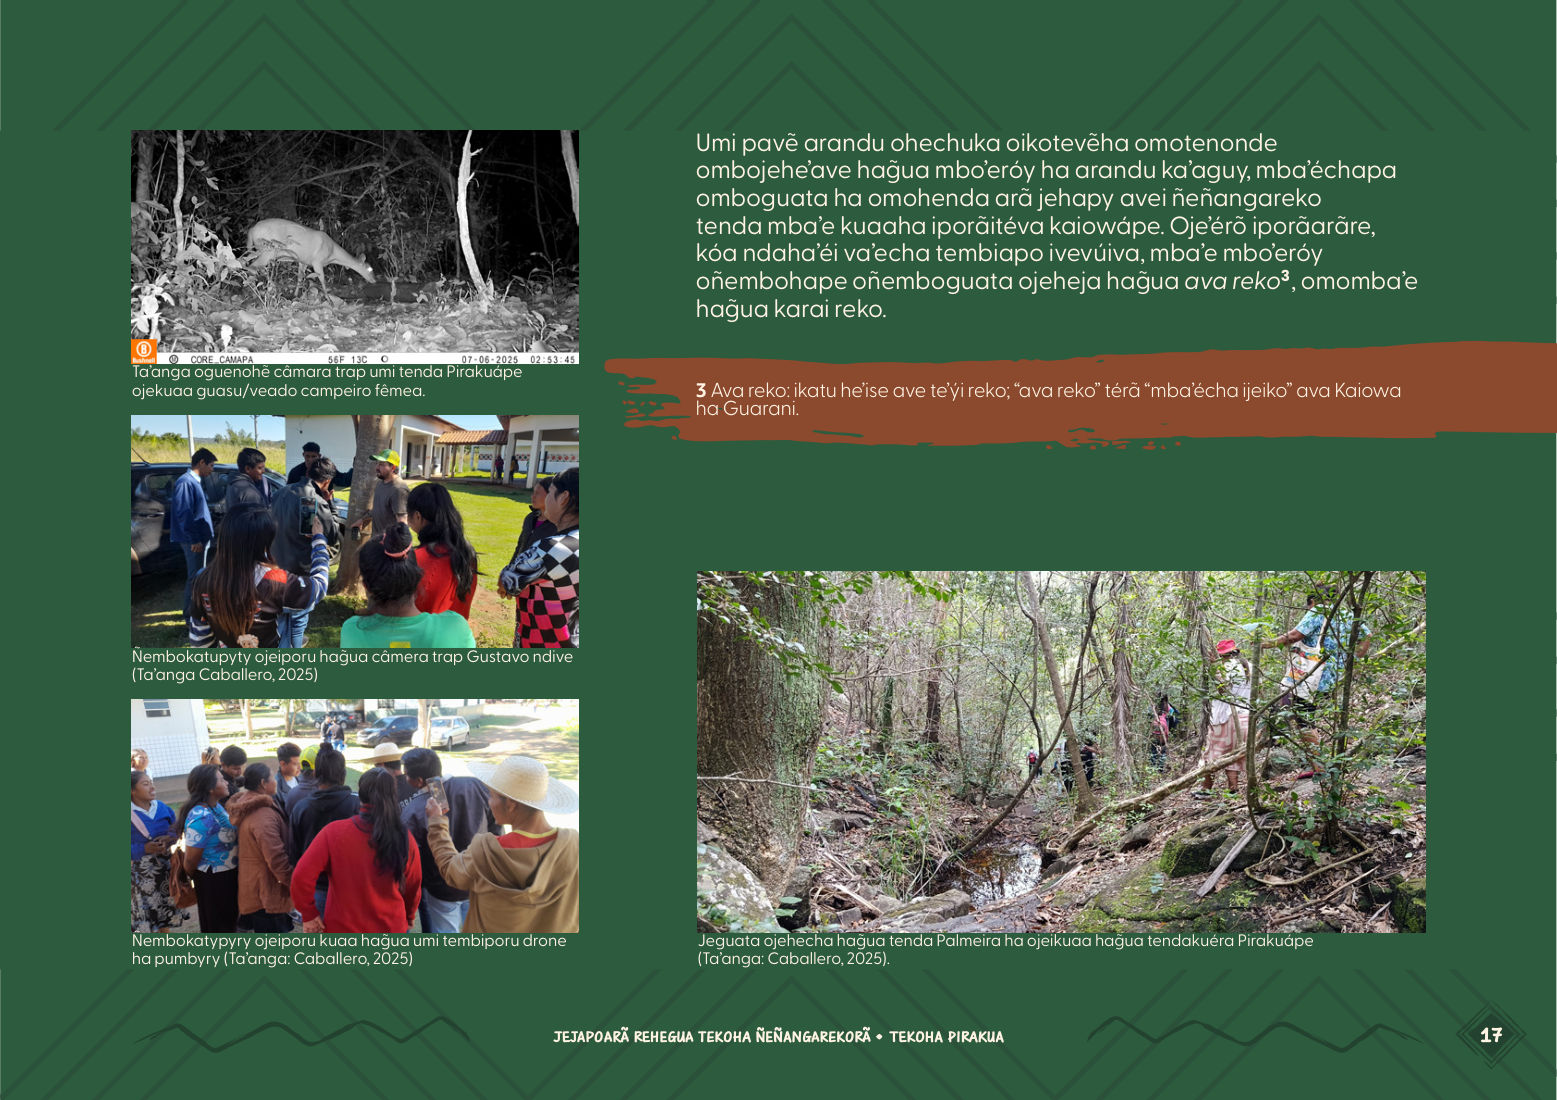 Bushnell
CORE_CAMAPA 56F 13C 07-06-2025 02:53:45
Ta’anga oguenohẽ câmara trap umi tenda Pirakuápe
ojekuaa guasu/veado campeiro fêmea.
Ñembokatupyty ojeiporu hag̃ua câmera trap Gustavo ndive
(Ta’anga Caballero, 2025)
Ñembokatypyry ojeiporu kuaa hag̃ua umi tembiporu drone
ha pumbyry (Ta’anga: Caballero, 2025)
Umi pavẽ arandu ohechuka oikotevẽha omotenonde
ombojehe’ave hag̃ua mbo’eróy ha arandu ka’aguy, mba’échapa
omboguata ha omohenda arã jehapy avei ñeñangareko
tenda mba’e kuaaha iporãitéva kaiowápe. Oje’érõ iporãarãre,
kóa ndaha’éi va’echa tembiapo ivevúiva, mba’e mbo’eróy
oñembohape oñemboguata ojeheja hag̃ua ava reko³, omomba’e
hag̃ua karai reko.
3 Ava reko: ikatu he’ise ave te’ýi reko; “ava reko” térã “mba’écha ijeiko” ava Kaiowa
ha Guarani.
Jeguata ojehecha hag̃ua tenda Palmeira ha ojeikuaa hag̃ua tendakuéra Pirakuápe
(Ta’anga: Caballero, 2025).
JEJAPOARÃ REHEGUA TEKOHA ÑEÑANGAREKORÃ • TEKOHA PIRAKUA
17